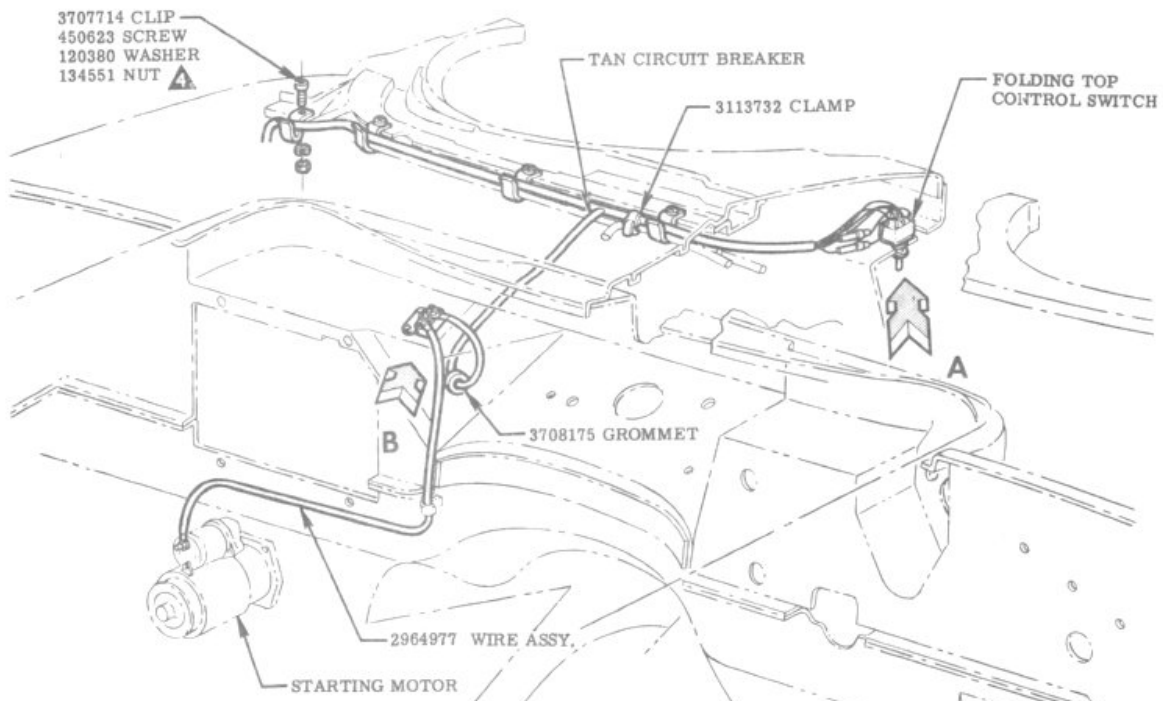 3707714 CLIP
450623 SCREW
120380 WASHER
134551 NUT 4
TAN CIRCUIT BREAKER
3113732 CLAMP
FOLDING TOP
CONTROL SWITCH
A
B
3708175 GROMMET
2964977 WIRE ASSY.
STARTING MOTOR